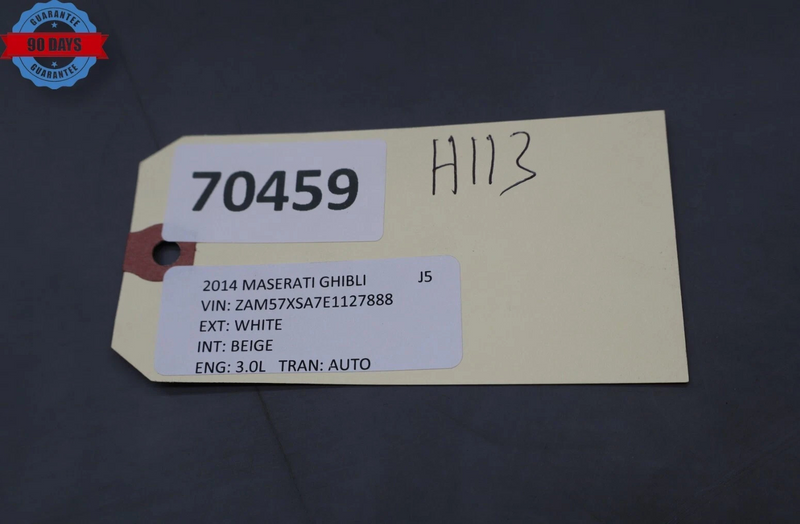 GUARANTEE
90 DAYS
GUARANTEE
70459
H113
2014 MASERATI GHIBLI J5
VIN: ZAM57XSA7E1127888
EXT: WHITE
INT: BEIGE
ENG: 3.0L TRAN: AUTO